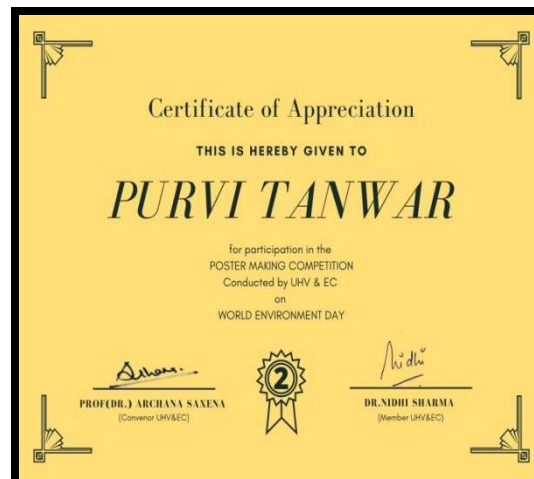 Certificate of Appreciation
THIS IS HEREBY GIVEN TO
PURVI TANWAR
for participation in the
POSTER MAKING COMPETITION
Conducted by UHV & EC
on
WORLD ENVIRONMENT DAY
Nidhi
2
PROF(DR.) ARCHANA SAXENA
(Convenor UHV&EC)
DR.NIDHI SHARMA
(Member UHV&EC)